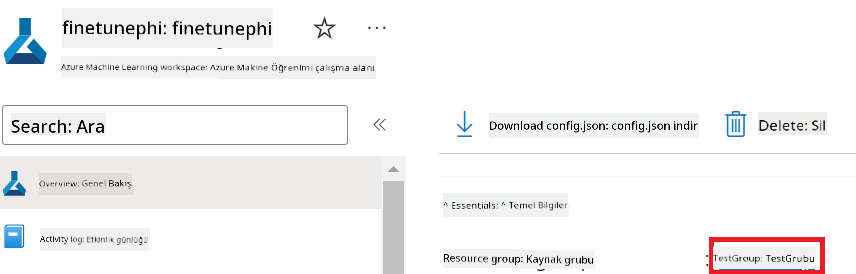 finetunephi: finetunephi
Azure Machine Learning workspace: Azure Makine Öğrenimi çalışma alanı
Search: Ara
Download config.json: config.json indir
Delete: Sil
Overview: Genel Bakış
Activity log: Etkinlik günlüğü
^ Essentials: ^ Temel Bilgiler
Resource group: Kaynak grubu
: TestGroup: TestGrubu